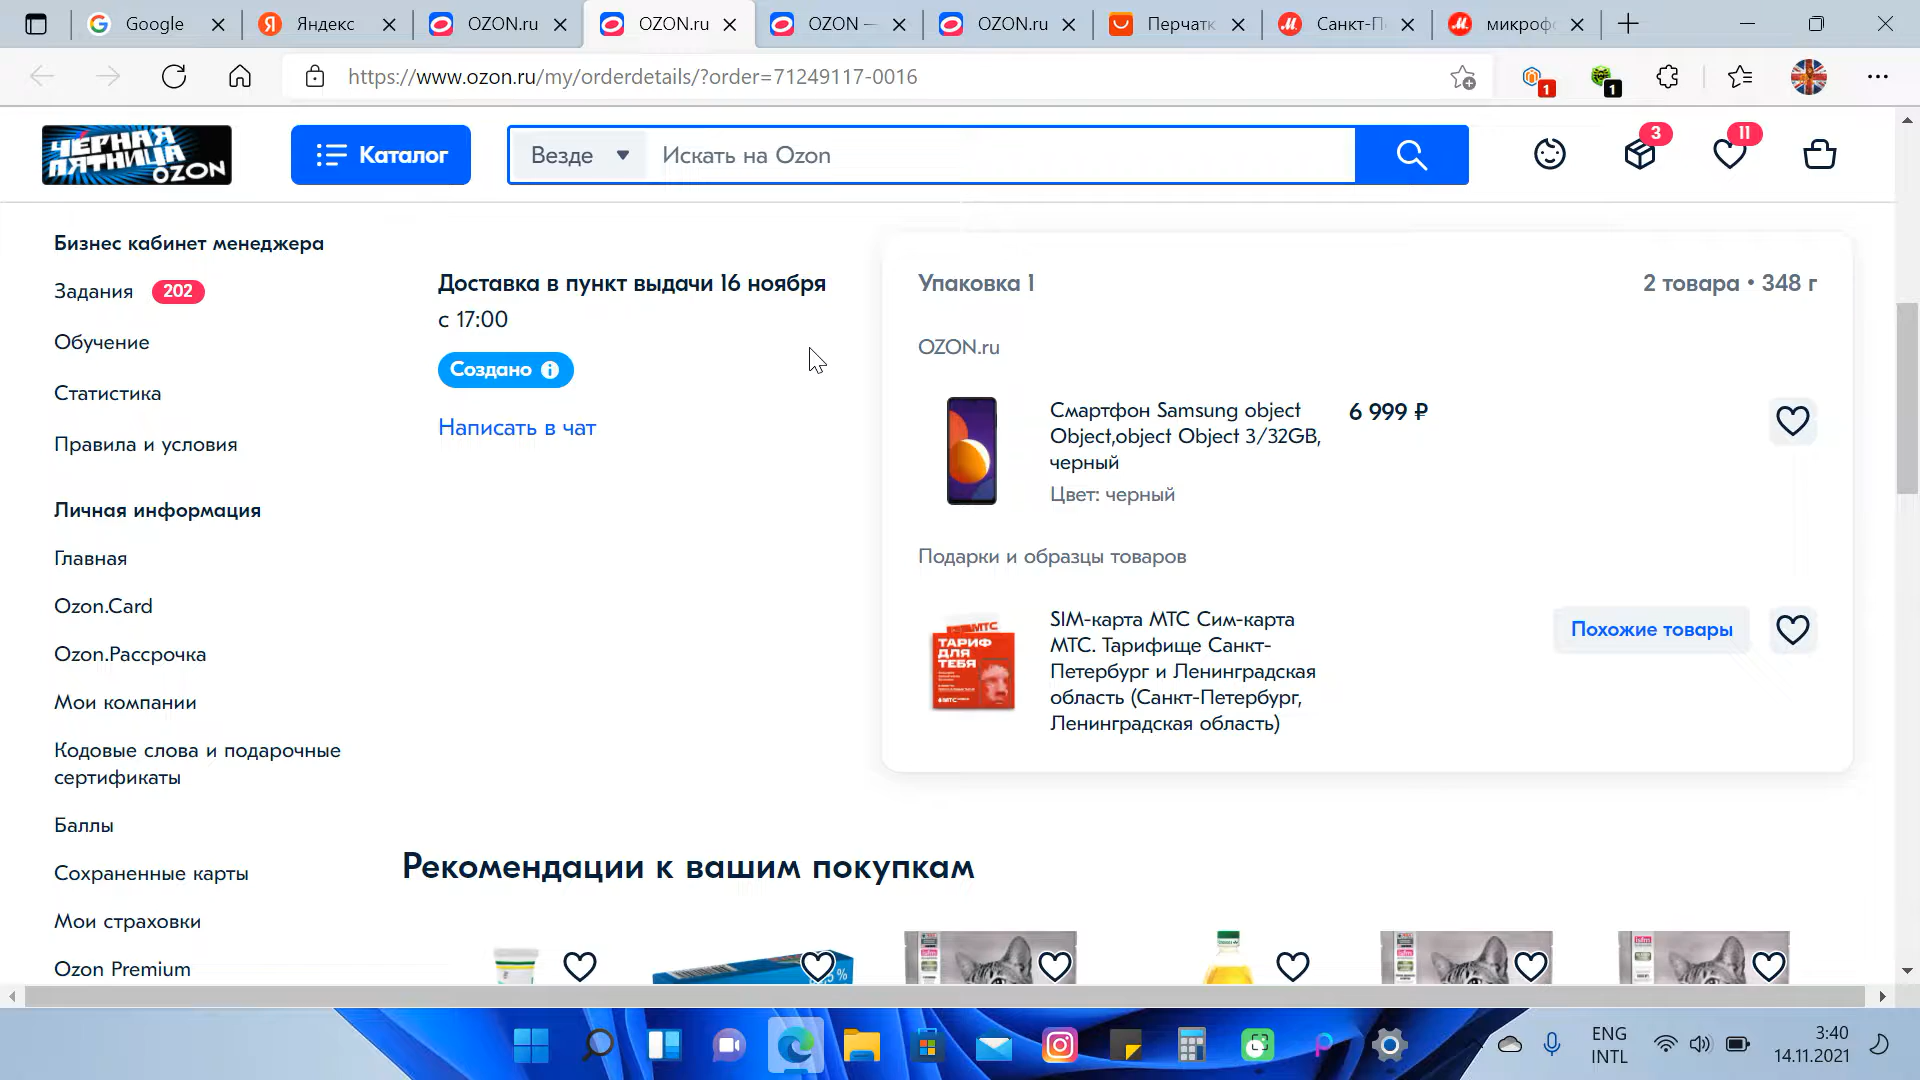 Google
Яндекс
OZON.ru
OZON.ru
OZON —
OZON.ru
Перчатк
Санкт-П
микрофо
https://www.ozon.ru/my/orderdetails/?order=71249117-0016
1
1
ЧЁРНАЯ
ПЯТНИЦА
OZON
Каталог
Везде
Искать на Ozon
3
11
Бизнес кабинет менеджера
Задания 202
Обучение
Статистика
Правила и условия
Личная информация
Главная
Ozon.Card
Ozon.Рассрочка
Мои компании
Кодовые слова и подарочные
сертификаты
Баллы
Сохраненные карты
Мои страховки
Ozon Premium
Доставка в пункт выдачи 16 ноября
с 17:00
Создано
Написать в чат
Упаковка 1
2 товара • 348 г
OZON.ru
Смартфон Samsung object
Object,object Object 3/32GB,
черный
Цвет: черный
6 999 ₽
Подарки и образцы товаров
МТС
ТАРИФ
ДЛЯ
ТЕБЯ
SIM-карта МТС Сим-карта
МТС. Тарифище Санкт-
Петербург и Ленинградская
область (Санкт-Петербург,
Ленинградская область)
Похожие товары
Рекомендации к вашим покупкам
ENG
INTL
3:40
14.11.2021